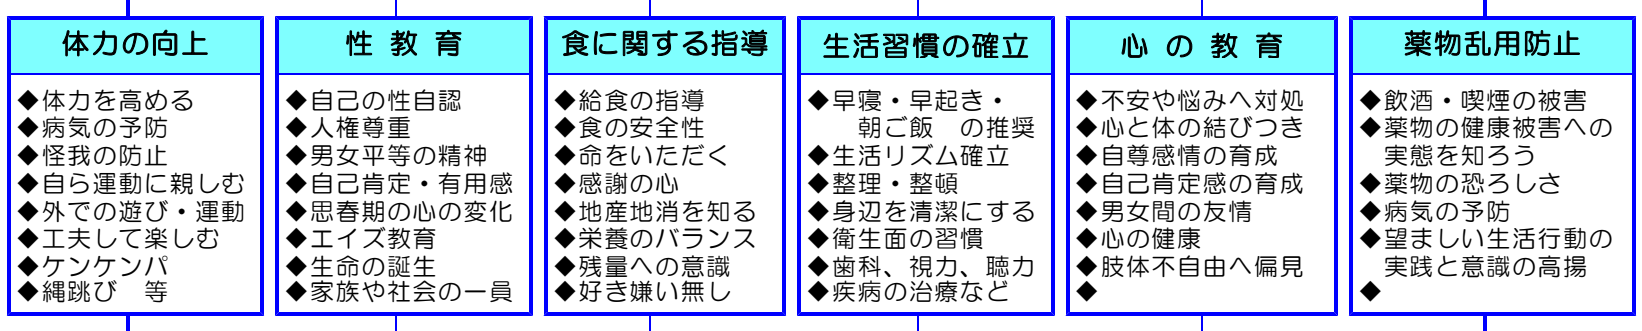 体力の向上
◆体力を高める
◆病気の予防
◆怪我の防止
◆自ら運動に親しむ
◆外での遊び・運動
◆工夫して楽しむ
◆ケンケンパ
◆縄跳び　等
性 教 育
◆自己の性自認
◆人権尊重
◆男女平等の精神
◆自己肯定・有用感
◆思春期の心の変化
◆エイズ教育
◆生命の誕生
◆家族や社会の一員
食に関する指導
◆給食の指導
◆食の安全性
◆命をいただく
◆感謝の心
◆地産地消を知る
◆栄養のバランス
◆残量への意識
◆好き嫌い無し
生活習慣の確立
◆早寝・早起き・
朝ご飯　の推奨
◆生活リズム確立
◆整理・整頓
◆身辺を清潔にする
◆衛生面の習慣
◆歯科、視力、聴力
◆疾病の治療など
心 の 教 育
◆不安や悩みへ対処
◆心と体の結びつき
◆自尊感情の育成
◆自己肯定感の育成
◆男女間の友情
◆心の健康
◆肢体不自由へ偏見
◆
薬物乱用防止
◆飲酒・喫煙の被害
◆薬物の健康被害への
実態を知ろう
◆薬物の恐ろしさ
◆病気の予防
◆望ましい生活行動の
実践と意識の高揚
◆